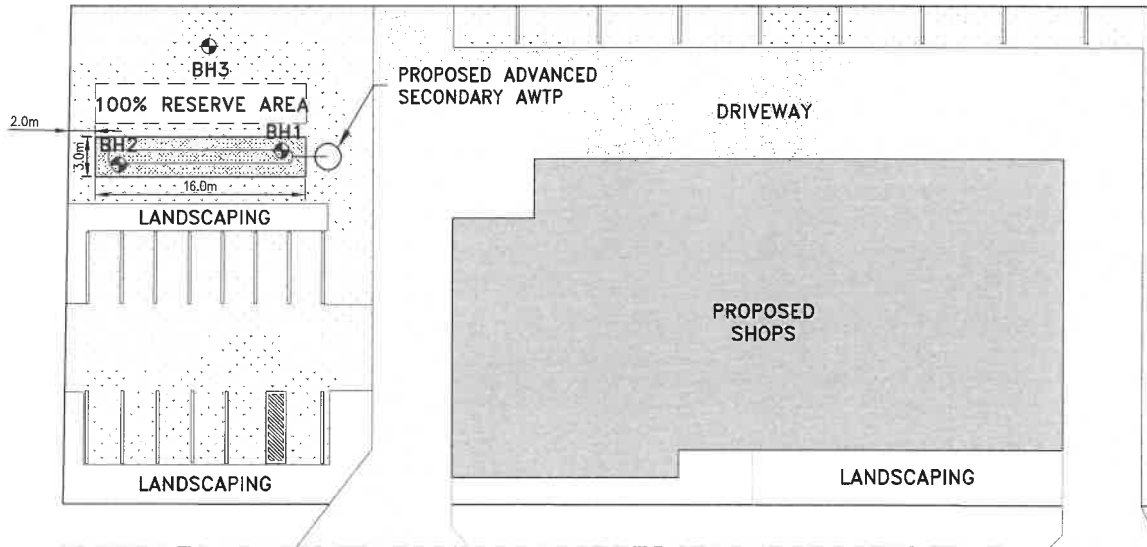 BH3
PROPOSED ADVANCED
SECONDARY AWTP
100% RESERVE AREA
DRIVEWAY
2.0m
BH1
3.0m
BH2
16.0m
LANDSCAPING
PROPOSED
SHOPS
LANDSCAPING
LANDSCAPING